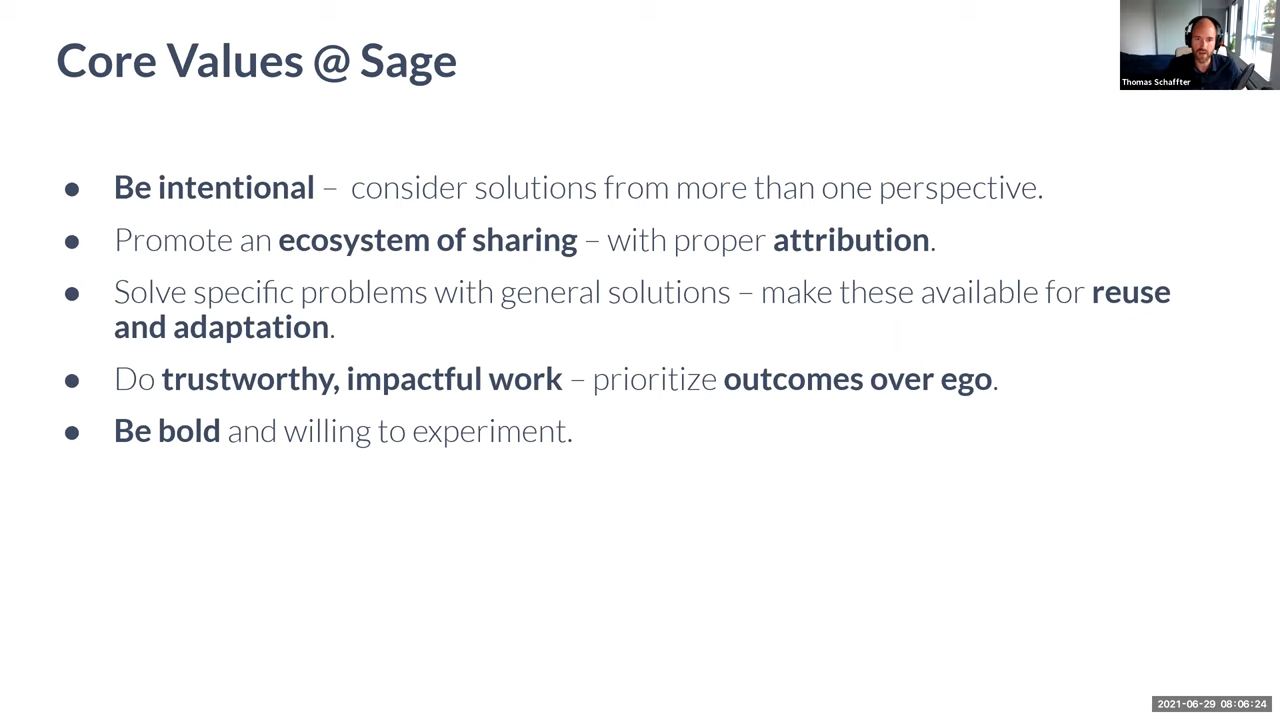 Core Values @ Sage
Thomas Schaffter
● Be intentional – consider solutions from more than one perspective.
● Promote an ecosystem of sharing – with proper attribution.
● Solve specific problems with general solutions – make these available for reuse
and adaptation.
● Do trustworthy, impactful work – prioritize outcomes over ego.
● Be bold and willing to experiment.
2021-06-29 08:06:24